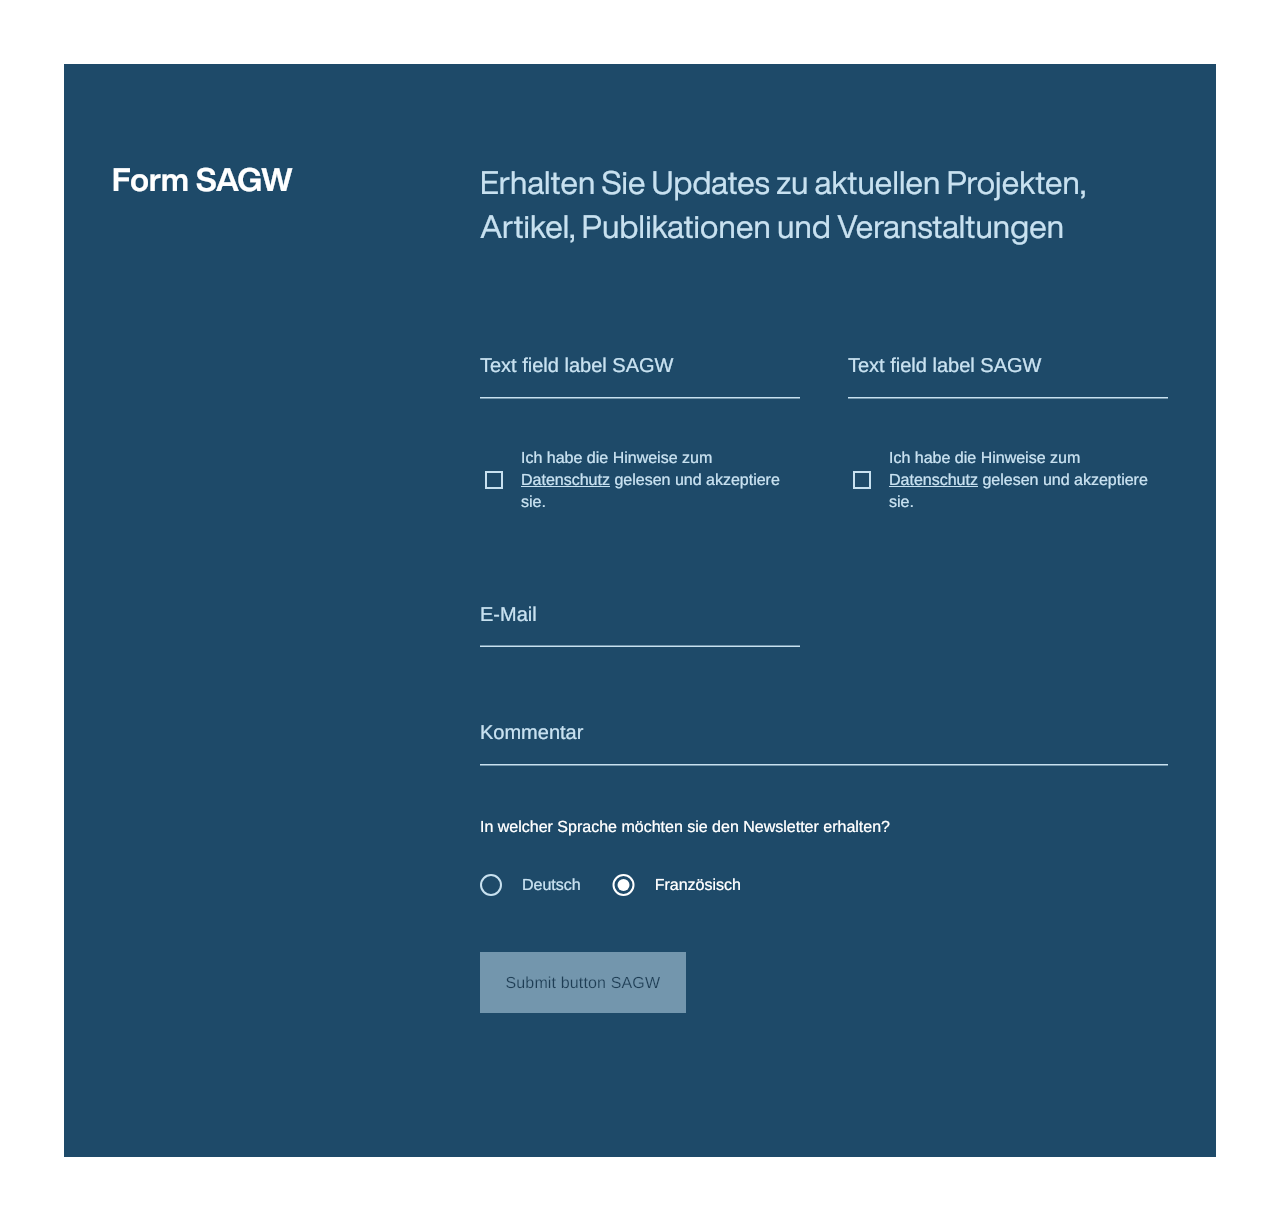 Form SAGW
Erhalten Sie Updates zu aktuellen Projekten,
Artikel, Publikationen und Veranstaltungen
Text field label SAGW
Text field label SAGW
Ich habe die Hinweise zum
Datenschutz gelesen und akzeptiere
sie.
Ich habe die Hinweise zum
Datenschutz gelesen und akzeptiere
sie.
E-Mail
Kommentar
In welcher Sprache möchten sie den Newsletter erhalten?
Deutsch
Französisch
Submit button SAGW